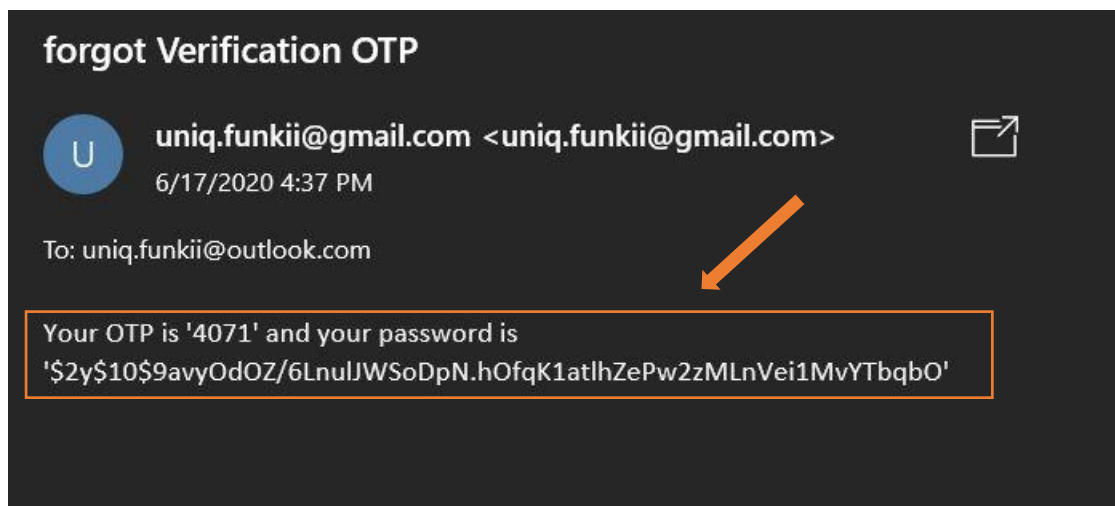 forgot Verification OTP
U
uniq.funkii@gmail.com <uniq.funkii@gmail.com>
6/17/2020 4:37 PM
To: uniq.funkii@outlook.com
Your OTP is '4071' and your password is
'$2y$10$9avyOdOZ/6LnulJWSoDpN.hOfqK1atlhZePw2zMLnVei1MvYTbqbO'